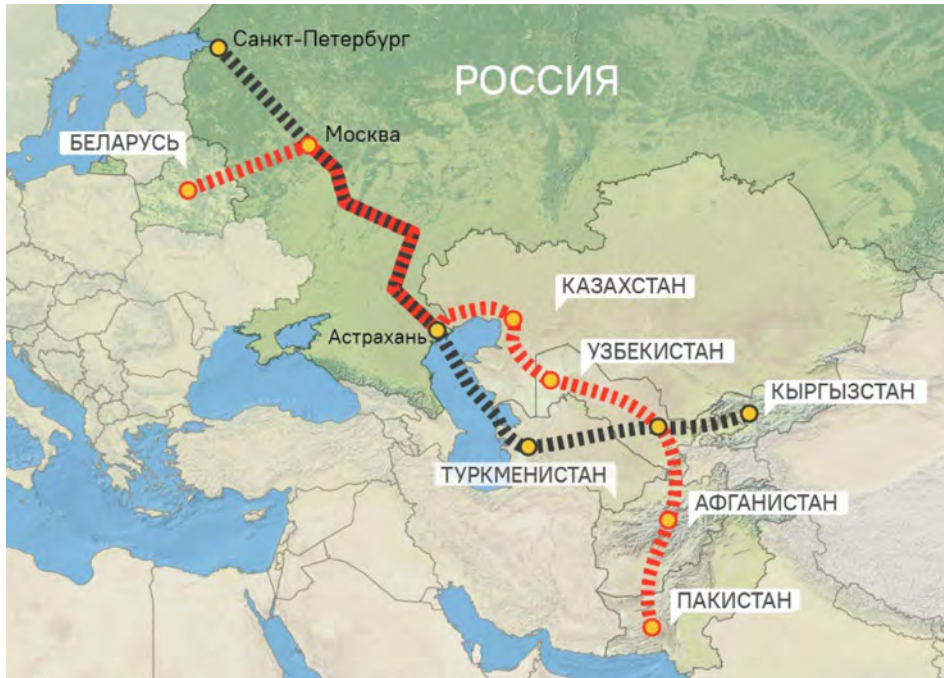 Санкт-Петербург
РОССИЯ
Москва
БЕЛАРУСЬ
КАЗАХСТАН
Астрахань
УЗБЕКИСТАН
КЫРГЫЗСТАН
ТУРКМЕНИСТАН
АФГАНИСТАН
ПАКИСТАН